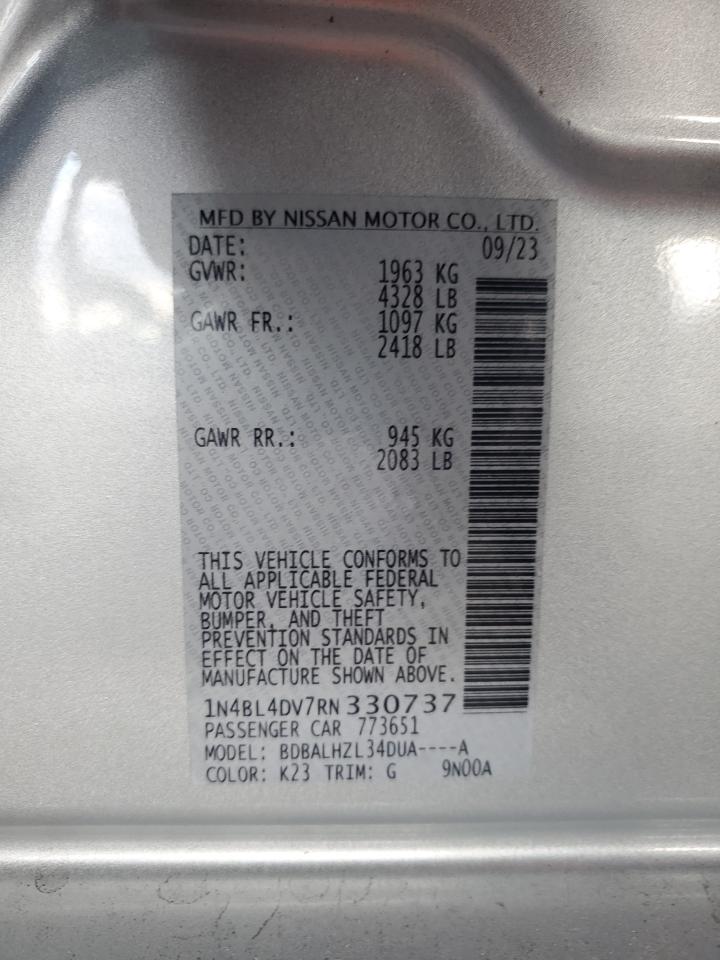 MFD BY NISSAN MOTOR CO., LTD.
DATE: 09/23
GVWR: 1963 KG
4328 LB
GAWR FR.: 1097 KG
2418 LB
GAWR RR.: 945 KG
2083 LB
THIS VEHICLE CONFORMS TO
ALL APPLICABLE FEDERAL
MOTOR VEHICLE SAFETY,
BUMPER, AND THEFT
PREVENTION STANDARDS IN
EFFECT ON THE DATE OF
MANUFACTURE SHOWN ABOVE.
1N4BL4DV7RN330737
PASSENGER CAR 773651
MODEL: BDBALHZL34DUA----A
COLOR: K23 TRIM: G 9N00A